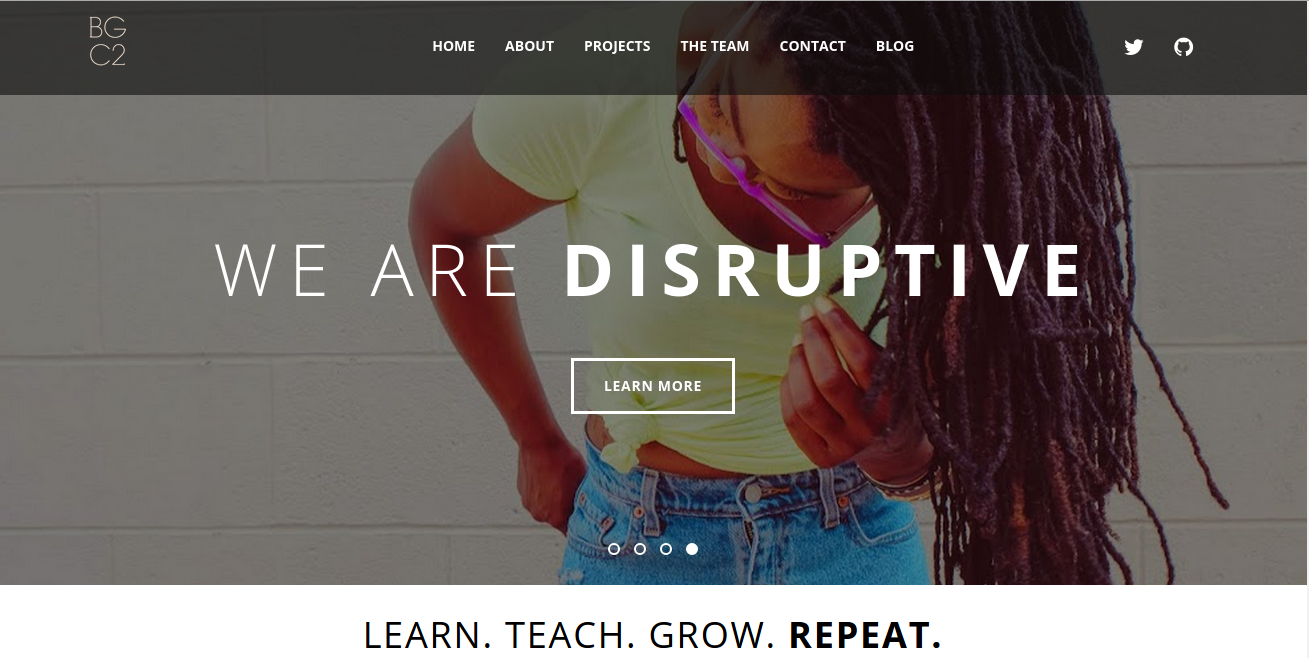 BG
C2
HOME ABOUT PROJECTS THE TEAM CONTACT BLOG
WE ARE DISRUPTIVE
LEARN MORE
LEARN. TEACH. GROW. REPEAT.